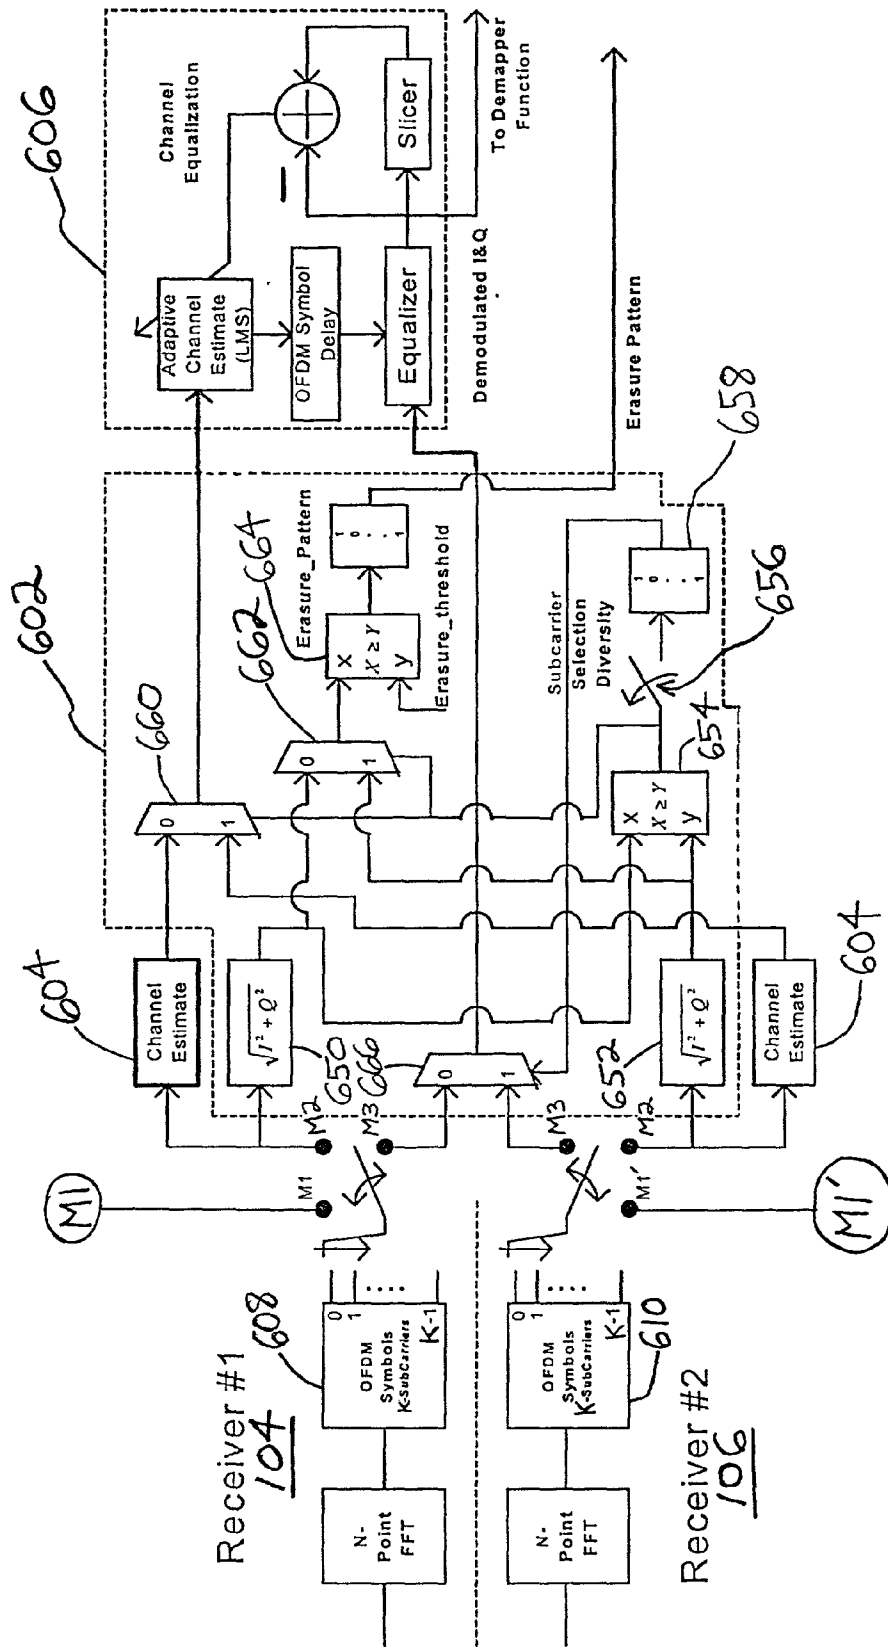 Receiver #1
104
N-
Point
FFT
OFDM
Symbols
K-SubCarriers
0
1
....
K-1
608
M1
M1
M2
M3
604
Channel
Estimate
√I² + Q²
650
666
0
1
602
660
0
1
662
0
1
664
X
X ≥ Y
y
Erasure_Pattern
1
0
.
.
1
Erasure_threshold
606
Channel
Equalization
Adaptive
Channel
Estimate
(LMS)
OFDM Symbol
Delay
Equalizer
Slicer
−
To Demapper
Function
Demodulated I&Q
Erasure Pattern
Receiver #2
106
N-
Point
FFT
OFDM
Symbols
K-SubCarriers
0
1
....
K-1
610
M1'
M1'
M3
M2
652
√I² + Q²
604
Channel
Estimate
X
X ≥ Y
y
654
656
Subcarrier
Selection
Diversity
1
0
.
.
1
658